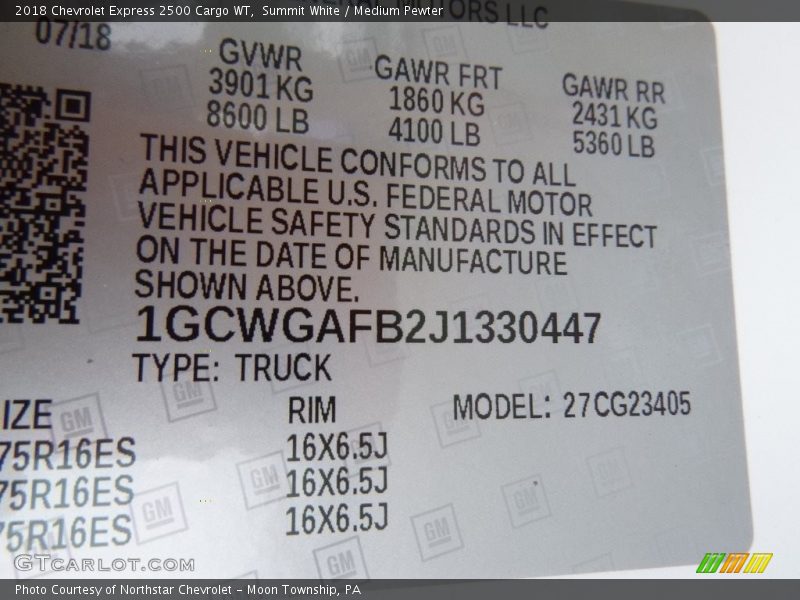 2018 Chevrolet Express 2500 Cargo WT, Summit White / Medium Pewter
MOTORS LLC
07/18
GVWR GAWR FRT GAWR RR
3901 KG 1860 KG 2431 KG
8600 LB 4100 LB 5360 LB
THIS VEHICLE CONFORMS TO ALL
APPLICABLE U.S. FEDERAL MOTOR
VEHICLE SAFETY STANDARDS IN EFFECT
ON THE DATE OF MANUFACTURE
SHOWN ABOVE.
1GCWGAFB2J1330447
TYPE: TRUCK
IZE RIM MODEL: 27CG23405
75R16ES 16X6.5J
75R16ES 16X6.5J
75R16ES 16X6.5J
GTCARLOT.COM
Photo Courtesy of Northstar Chevrolet - Moon Township, PA